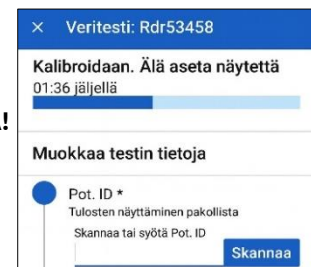 × Veritesti: Rdr53458
Kalibroidaan. Älä aseta näytettä
01:36 jäljellä
!
Muokkaa testin tietoja
Pot. ID *
Tulosten näyttäminen pakollista
Skannaa tai syötä Pot. ID
Skannaa